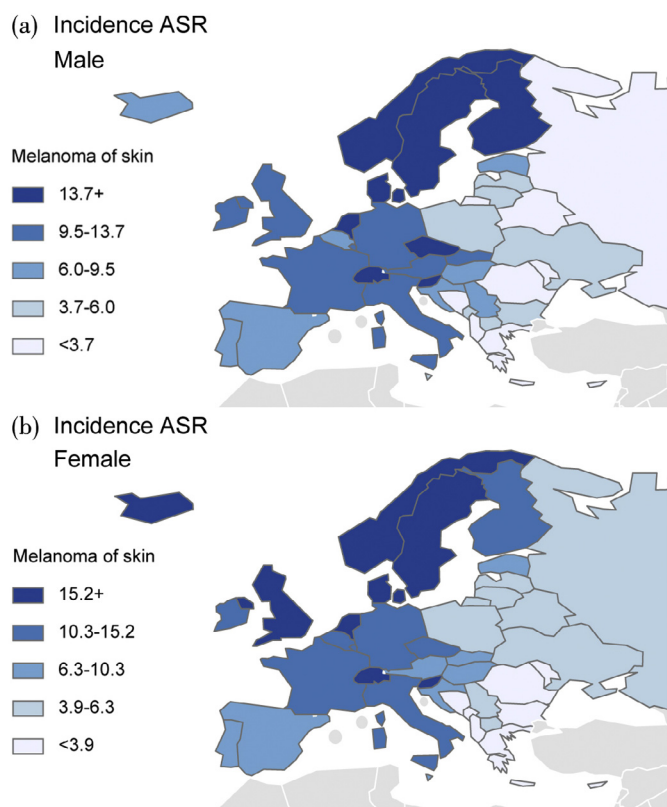 (a) Incidence ASR
Male
Melanoma of skin
13.7+
9.5-13.7
6.0-9.5
3.7-6.0
<3.7
(b) Incidence ASR
Female
Melanoma of skin
15.2+
10.3-15.2
6.3-10.3
3.9-6.3
<3.9